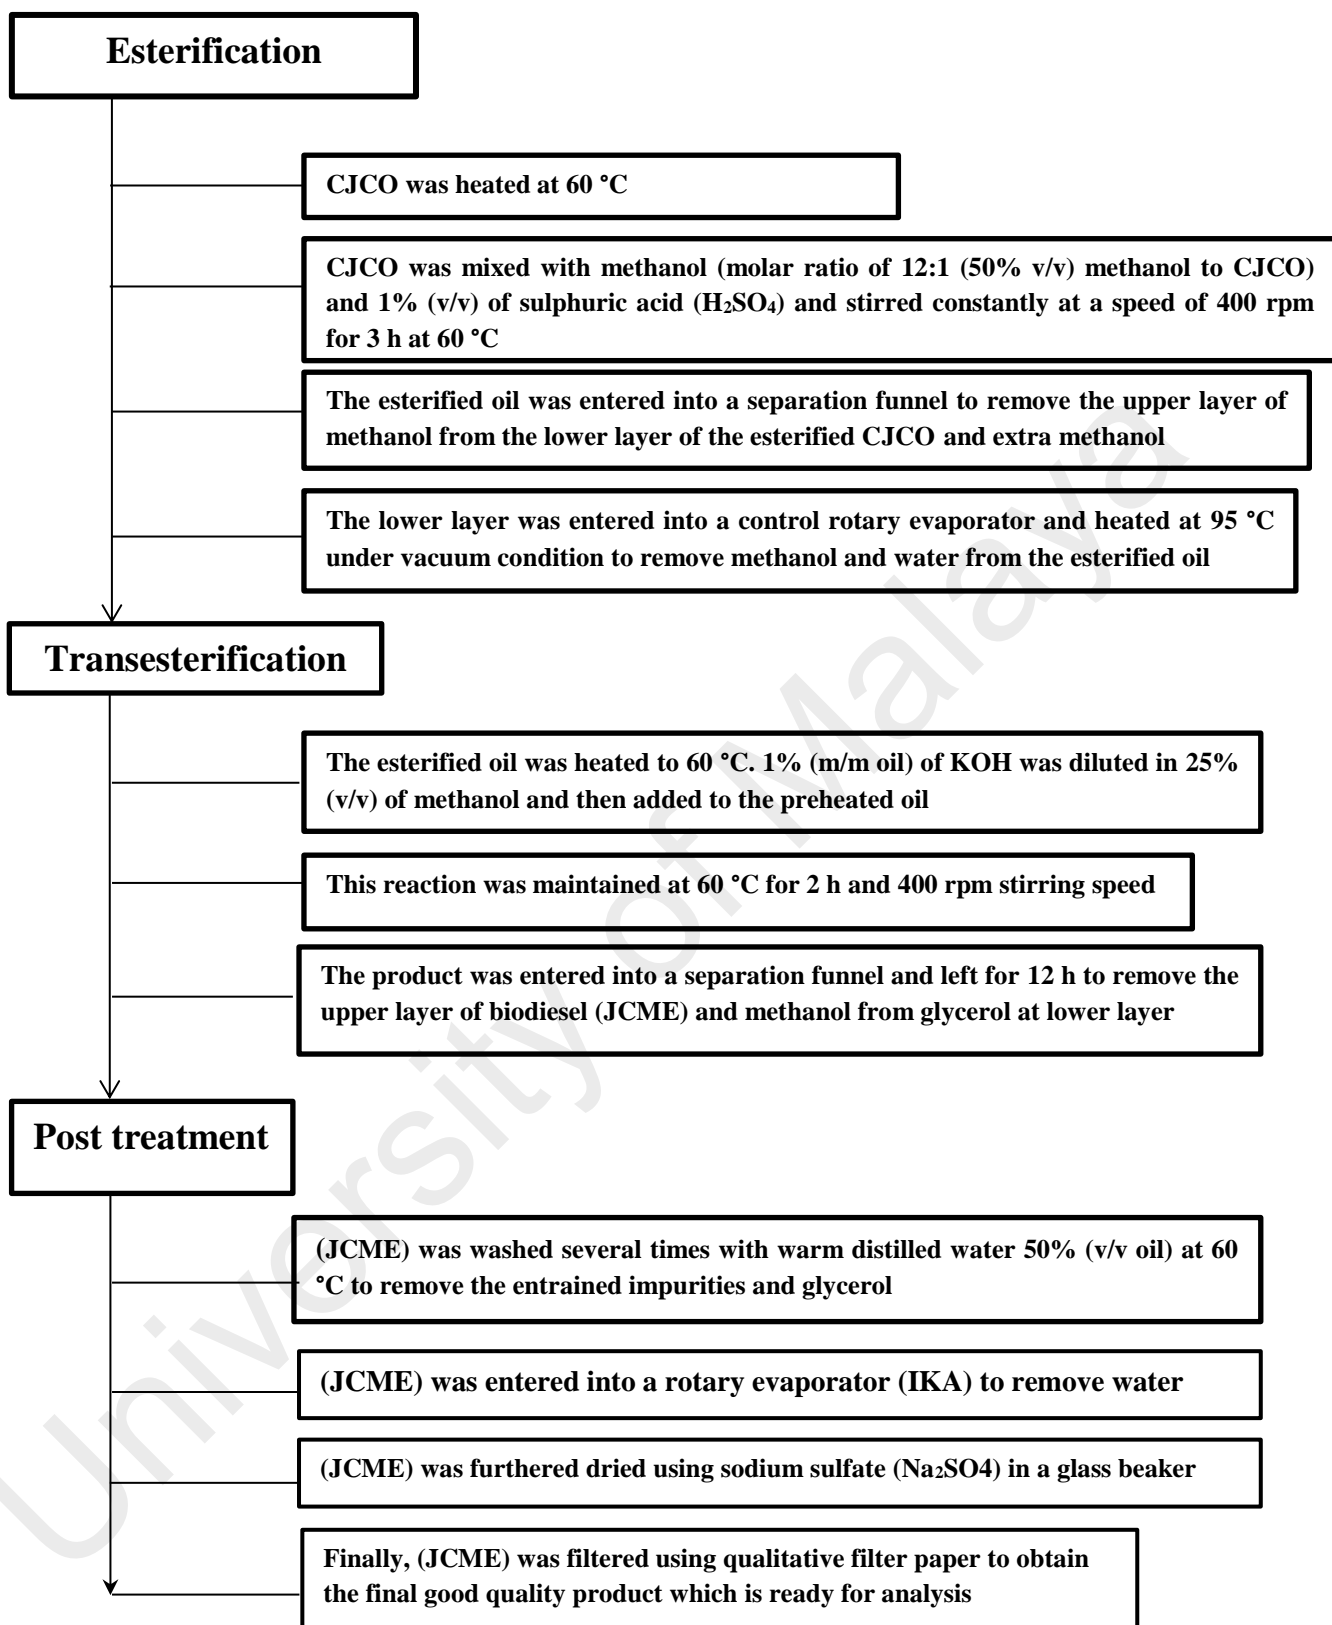 Esterification
CJCO was heated at 60 °C
CJCO was mixed with methanol (molar ratio of 12:1 (50% v/v) methanol to CJCO)
and 1% (v/v) of sulphuric acid (H₂SO₄) and stirred constantly at a speed of 400 rpm
for 3 h at 60 °C
The esterified oil was entered into a separation funnel to remove the upper layer of
methanol from the lower layer of the esterified CJCO and extra methanol
The lower layer was entered into a control rotary evaporator and heated at 95 °C
under vacuum condition to remove methanol and water from the esterified oil
Transesterification
The esterified oil was heated to 60 °C. 1% (m/m oil) of KOH was diluted in 25%
(v/v) of methanol and then added to the preheated oil
This reaction was maintained at 60 °C for 2 h and 400 rpm stirring speed
The product was entered into a separation funnel and left for 12 h to remove the
upper layer of biodiesel (JCME) and methanol from glycerol at lower layer
Post treatment
(JCME) was washed several times with warm distilled water 50% (v/v oil) at 60
°C to remove the entrained impurities and glycerol
(JCME) was entered into a rotary evaporator (IKA) to remove water
(JCME) was furthered dried using sodium sulfate (Na₂SO4) in a glass beaker
Finally, (JCME) was filtered using qualitative filter paper to obtain
the final good quality product which is ready for analysis
University of Malaya